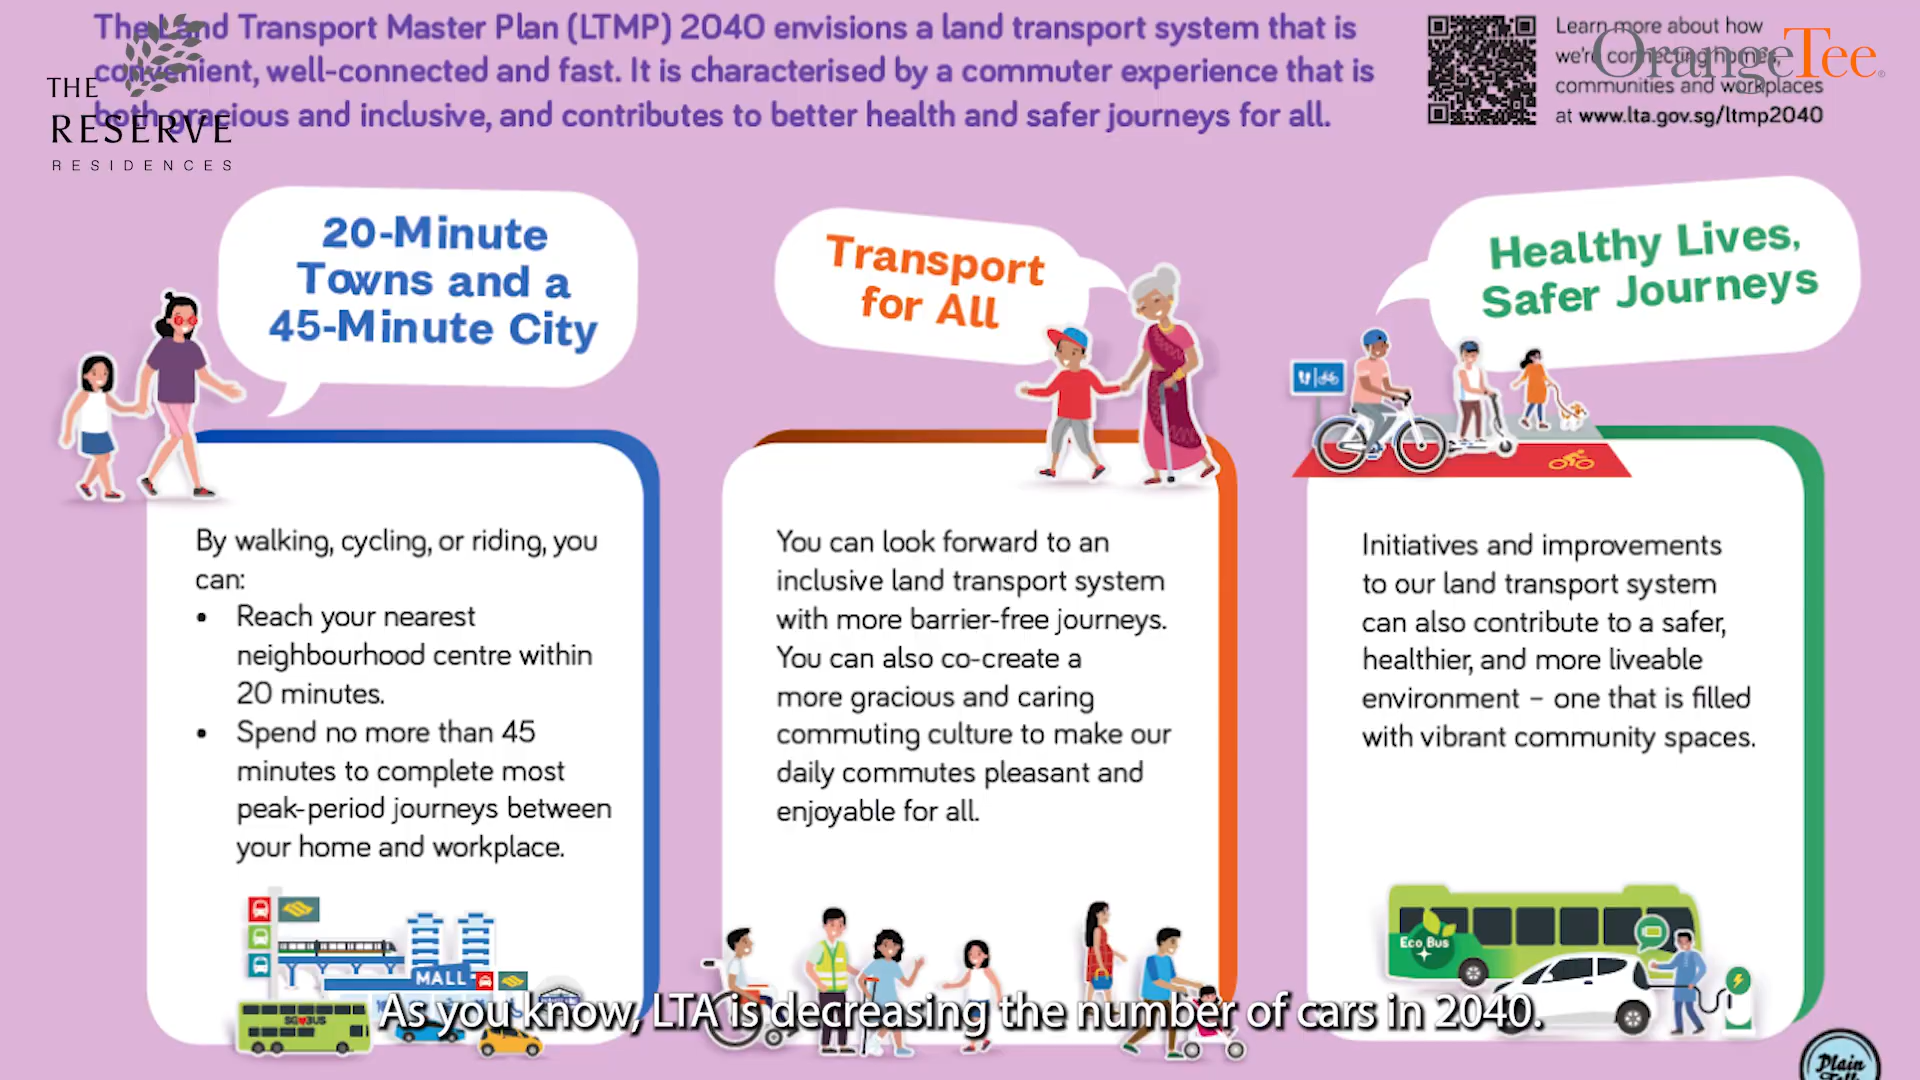 The Land Transport Master Plan (LTMP) 2040 envisions a land transport system that is
convenient, well-connected and fast. It is characterised by a commuter experience that is
both gracious and inclusive, and contributes to better health and safer journeys for all.
THE
RESERVE
RESIDENCES
Learn more about how
we're connecting homes,
communities and workplaces
at www.lta.gov.sg/ltmp2040
OrangeTee
20-Minute
Towns and a
45-Minute City
By walking, cycling, or riding, you
can:
• Reach your nearest
neighbourhood centre within
20 minutes.
• Spend no more than 45
minutes to complete most
peak-period journeys between
your home and workplace.
MALL
SG♥BUS
Transport
for All
You can look forward to an
inclusive land transport system
with more barrier-free journeys.
You can also co-create a
more gracious and caring
commuting culture to make our
daily commutes pleasant and
enjoyable for all.
Healthy Lives,
Safer Journeys
Initiatives and improvements
to our land transport system
can also contribute to a safer,
healthier, and more liveable
environment – one that is filled
with vibrant community spaces.
Eco Bus
As you know, LTA is decreasing the number of cars in 2040.
Plain